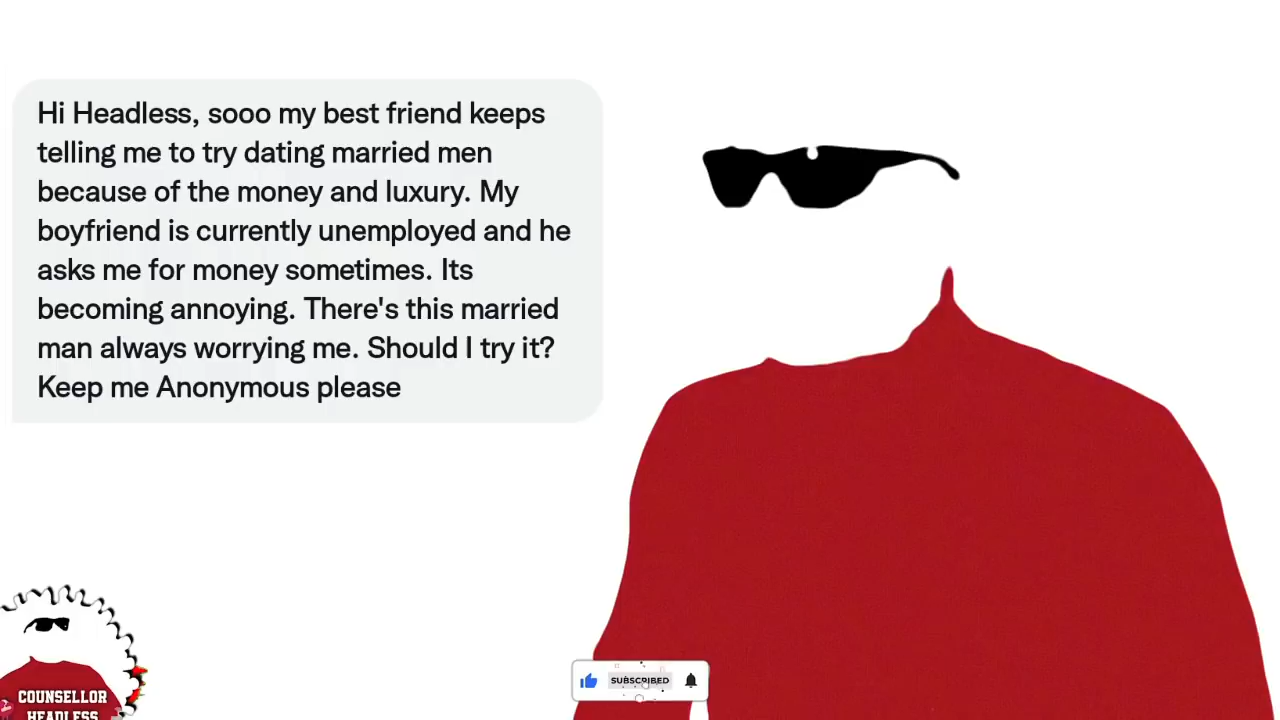 Hi Headless, sooo my best friend keeps
telling me to try dating married men
because of the money and luxury. My
boyfriend is currently unemployed and he
asks me for money sometimes. Its
becoming annoying. There's this married
man always worrying me. Should I try it?
Keep me Anonymous please
SUBSCRIBED
COUNSELLOR
HEADLESS